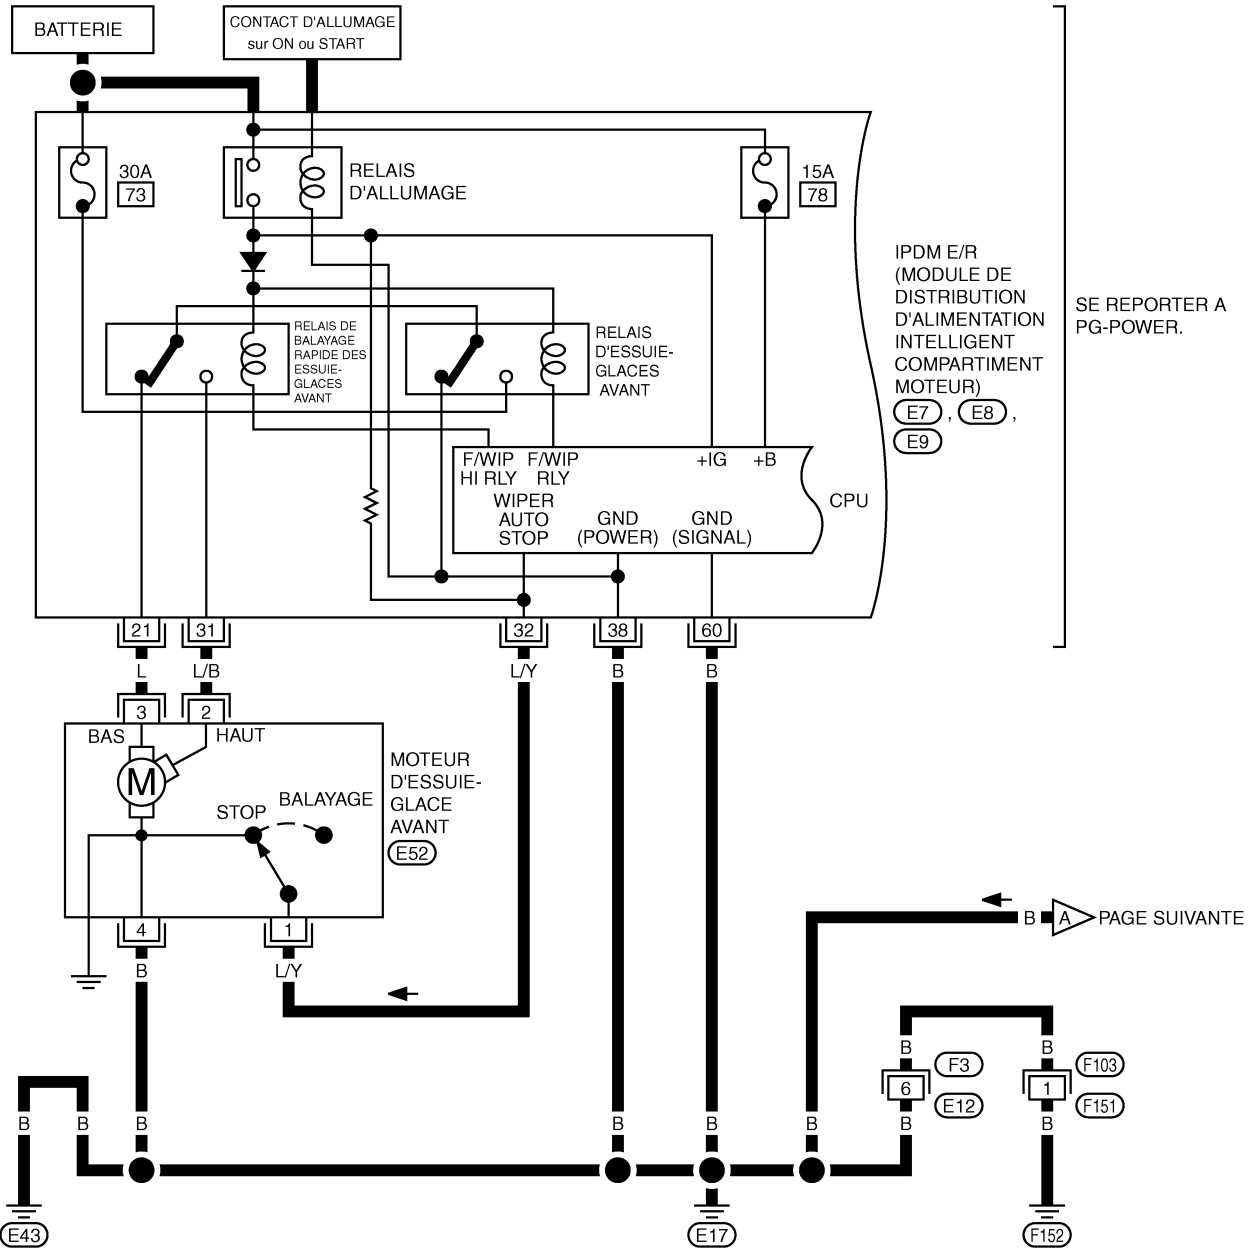 BATTERIE
CONTACT D'ALLUMAGE
sur ON ou START
30A
73
RELAIS
D'ALLUMAGE
15A
78
IPDM E/R
(MODULE DE
DISTRIBUTION
D'ALIMENTATION
INTELLIGENT
COMPARTIMENT
MOTEUR)
E7 , E8 ,
E9
SE REPORTER A
PG-POWER.
RELAIS DE
BALAYAGE
RAPIDE DES
ESSUIE-
GLACES
AVANT
RELAIS
D'ESSUIE-
GLACES
AVANT
F/WIP
HI RLY
F/WIP
RLY
+IG
+B
WIPER
AUTO
STOP
GND
(POWER)
GND
(SIGNAL)
CPU
21
31
32
38
60
L
L/B
L/Y
B
B
3
2
BAS
HAUT
M
STOP
BALAYAGE
MOTEUR
D'ESSUIE-
GLACE
AVANT
E52
4
1
B
L/Y
B
A
PAGE SUIVANTE
B
B
F3
F103
6
1
E12
F151
B
B
B
B
B
B
B
B
E43
E17
F152